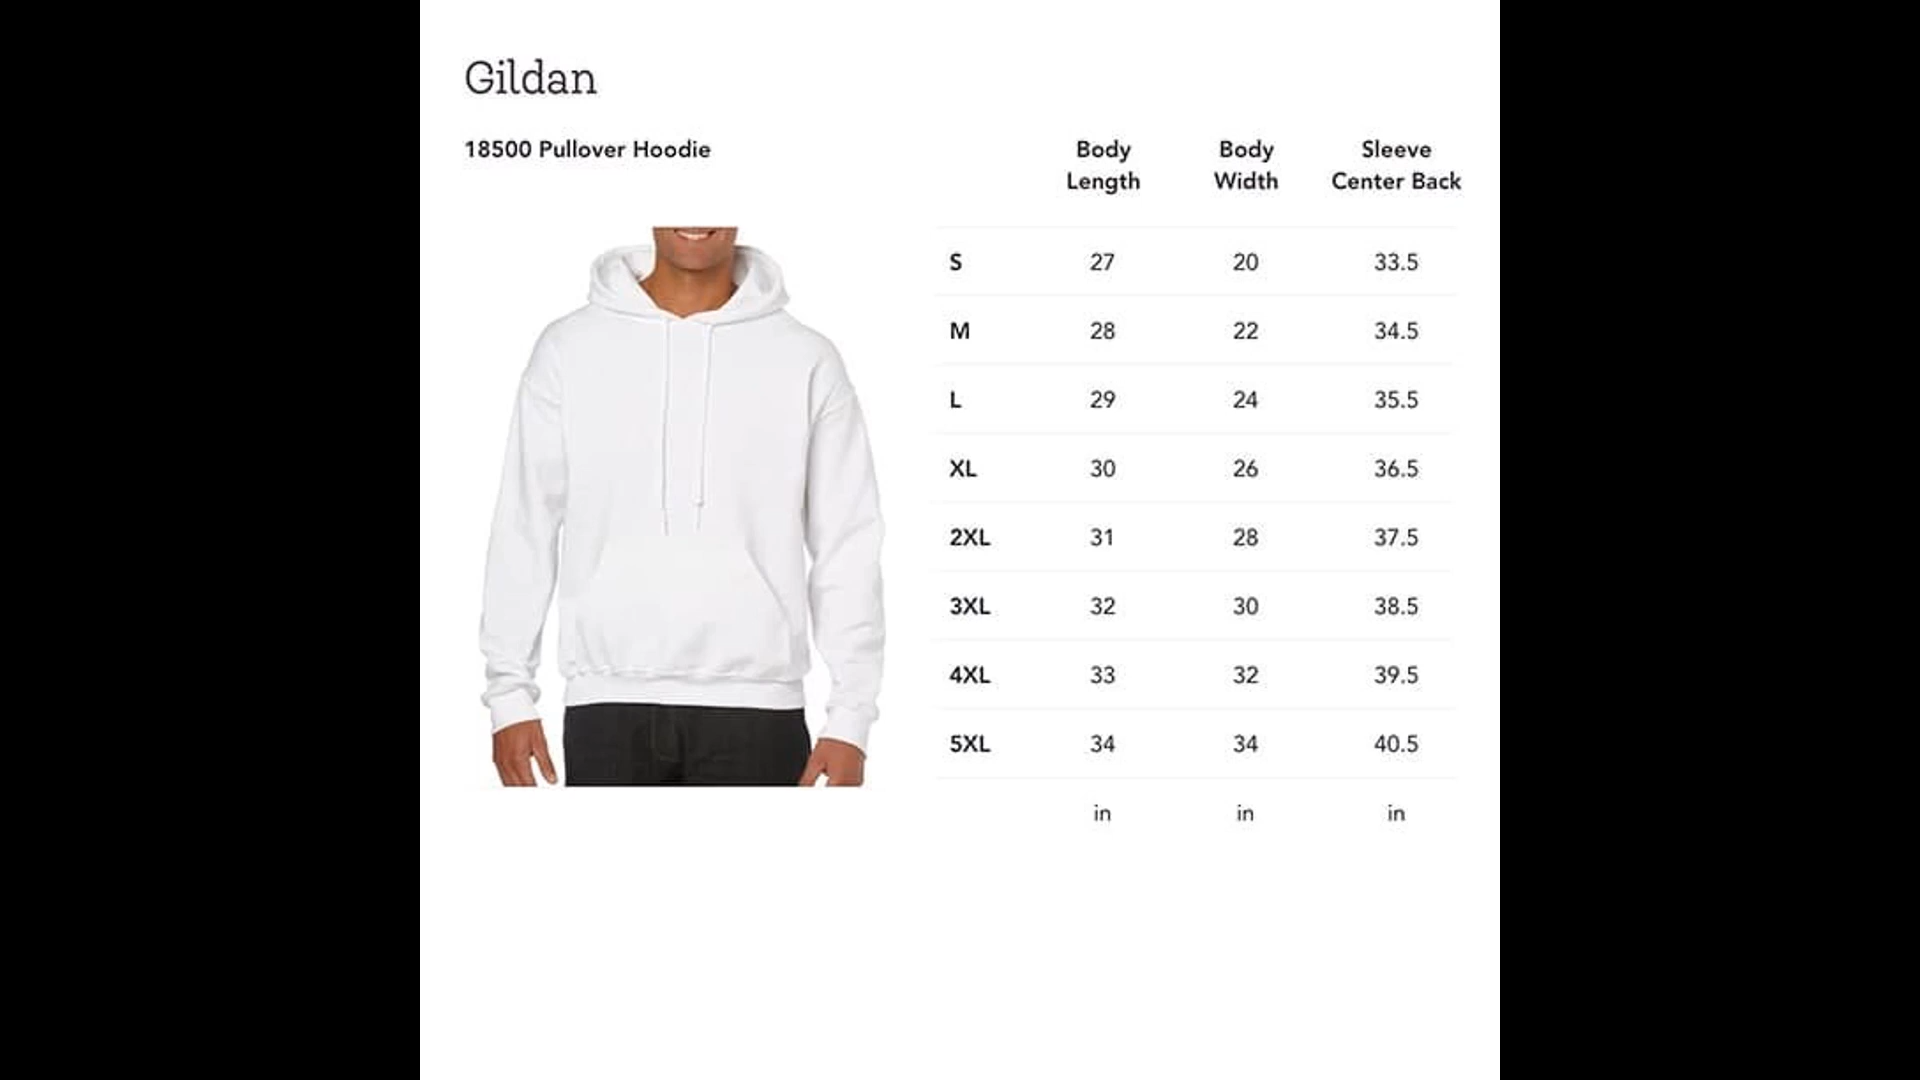 Gildan
18500 Pullover Hoodie
Body Length Body Width Sleeve Center Back
S 27 20 33.5
M 28 22 34.5
L 29 24 35.5
XL 30 26 36.5
2XL 31 28 37.5
3XL 32 30 38.5
4XL 33 32 39.5
5XL 34 34 40.5
in in in